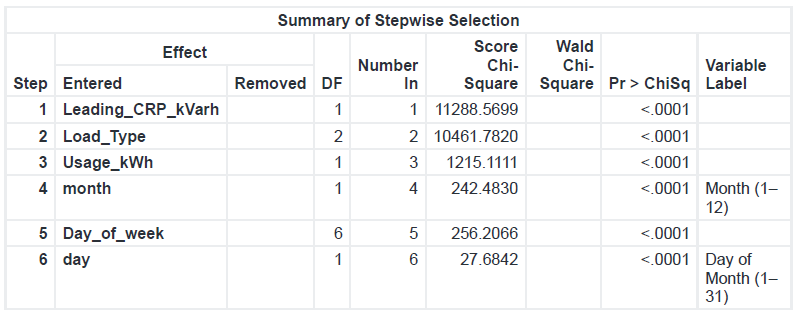 Summary of Stepwise Selection
Step Effect DF Number In Score Chi-Square Wald Chi-Square Pr > ChiSq Variable Label
Entered Removed
1 Leading_CRP_kVarh 1 1 11288.5699 <.0001
2 Load_Type 2 2 10461.7820 <.0001
3 Usage_kWh 1 3 1215.1111 <.0001
4 month 1 4 242.4830 <.0001 Month (1–12)
5 Day_of_week 6 5 256.2066 <.0001
6 day 1 6 27.6842 <.0001 Day of Month (1–31)